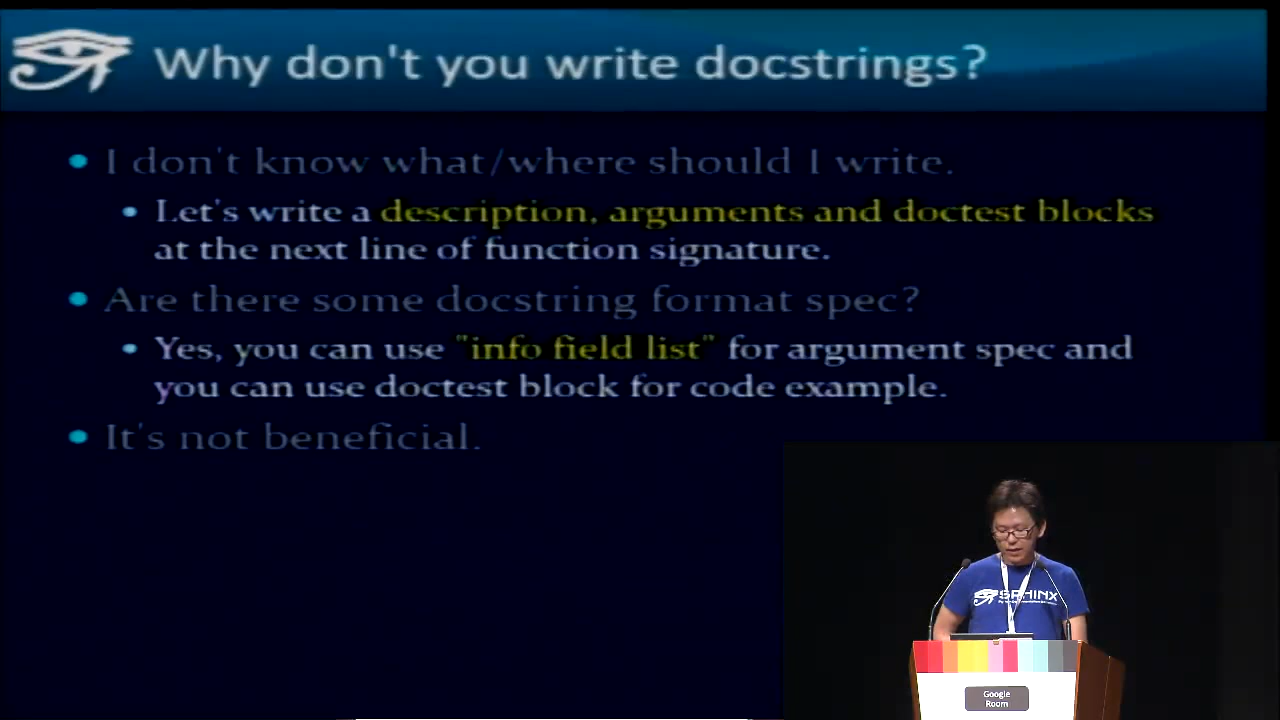 Why don't you write docstrings?
I don't know what/where should I write.
Let's write a description, arguments and doctest blocks
at the next line of function signature.
Are there some docstring format spec?
Yes, you can use "info field list" for argument spec and
you can use doctest block for code example.
It's not beneficial.
SPHINX
Google
Room